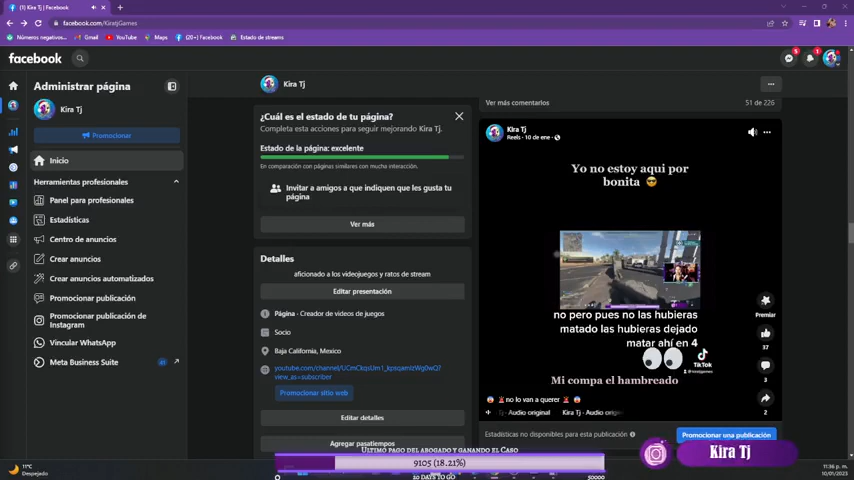 (1) Facebook
facebook.com/KiratjGames
Números negativos...
Gmail
YouTube
Maps
(20+) Facebook
Estado de streams
facebook
Administrar página
Kira Tj
Promocionar
Inicio
Herramientas profesionales
Panel para profesionales
Estadísticas
Centro de anuncios
Crear anuncios
Crear anuncios automatizados
Promocionar publicación
Promocionar publicación de
Instagram
Vincular WhatsApp
Meta Business Suite
Kira Tj
¿Cuál es el estado de tu página?
Completa esta acciones para seguir mejorando Kira Tj.
Estado de la página: excelente
En comparación con páginas similares con mucha interacción.
Invitar a amigos a que indiquen que les gusta tu
página
Ver más
Detalles
aficionado a los videojuegos y ratos de stream
Editar presentación
Página · Creador de videos de juegos
Socio
Baja California, Mexico
view_as=subscriber
Promocionar sitio web
Editar detalles
Agregar pasatiempos
Ver más comentarios
51 de 226
Kira Tj
Reels · 10 de ene ·
Yo no estoy aqui por
bonita 😎
no pero pues no las hubieras
matado las hubieras dejado
matar ahí en 4
TikTok
Mi compa el hambreado
Premiar
37
3
2
no lo van a querer
Tj · Audio original
Kira Tj · Audio orig
Estadísticas no disponibles para esta publicación
Promocionar una publicación
Kira Tj
ULTIMO PAGO DEL ABOGADO Y GANANDO EL CASO
9105 (18.21%)
0
20 DAYS TO GO
50000
11°C
Despejado
11:36 p. m.
10/01/2023